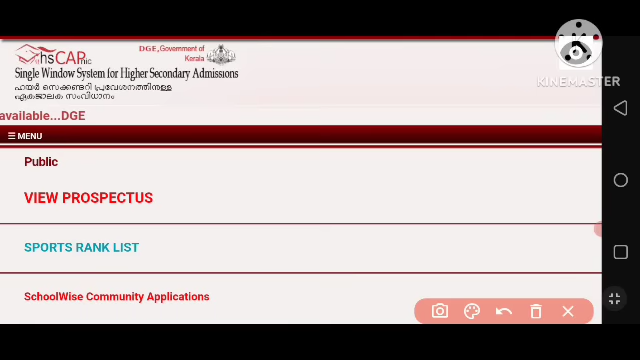 hsCAP nic
DGE, Government of
Kerala
Single Window System for Higher Secondary Admissions
ഹയർ സെക്കണ്ടറി പ്രവേശനത്തിനുള്ള
ഏകജാലക സംവിധാനം
available...DGE
☰ MENU
Public
VIEW PROSPECTUS
SPORTS RANK LIST
SchoolWise Community Applications
KINEMASTER